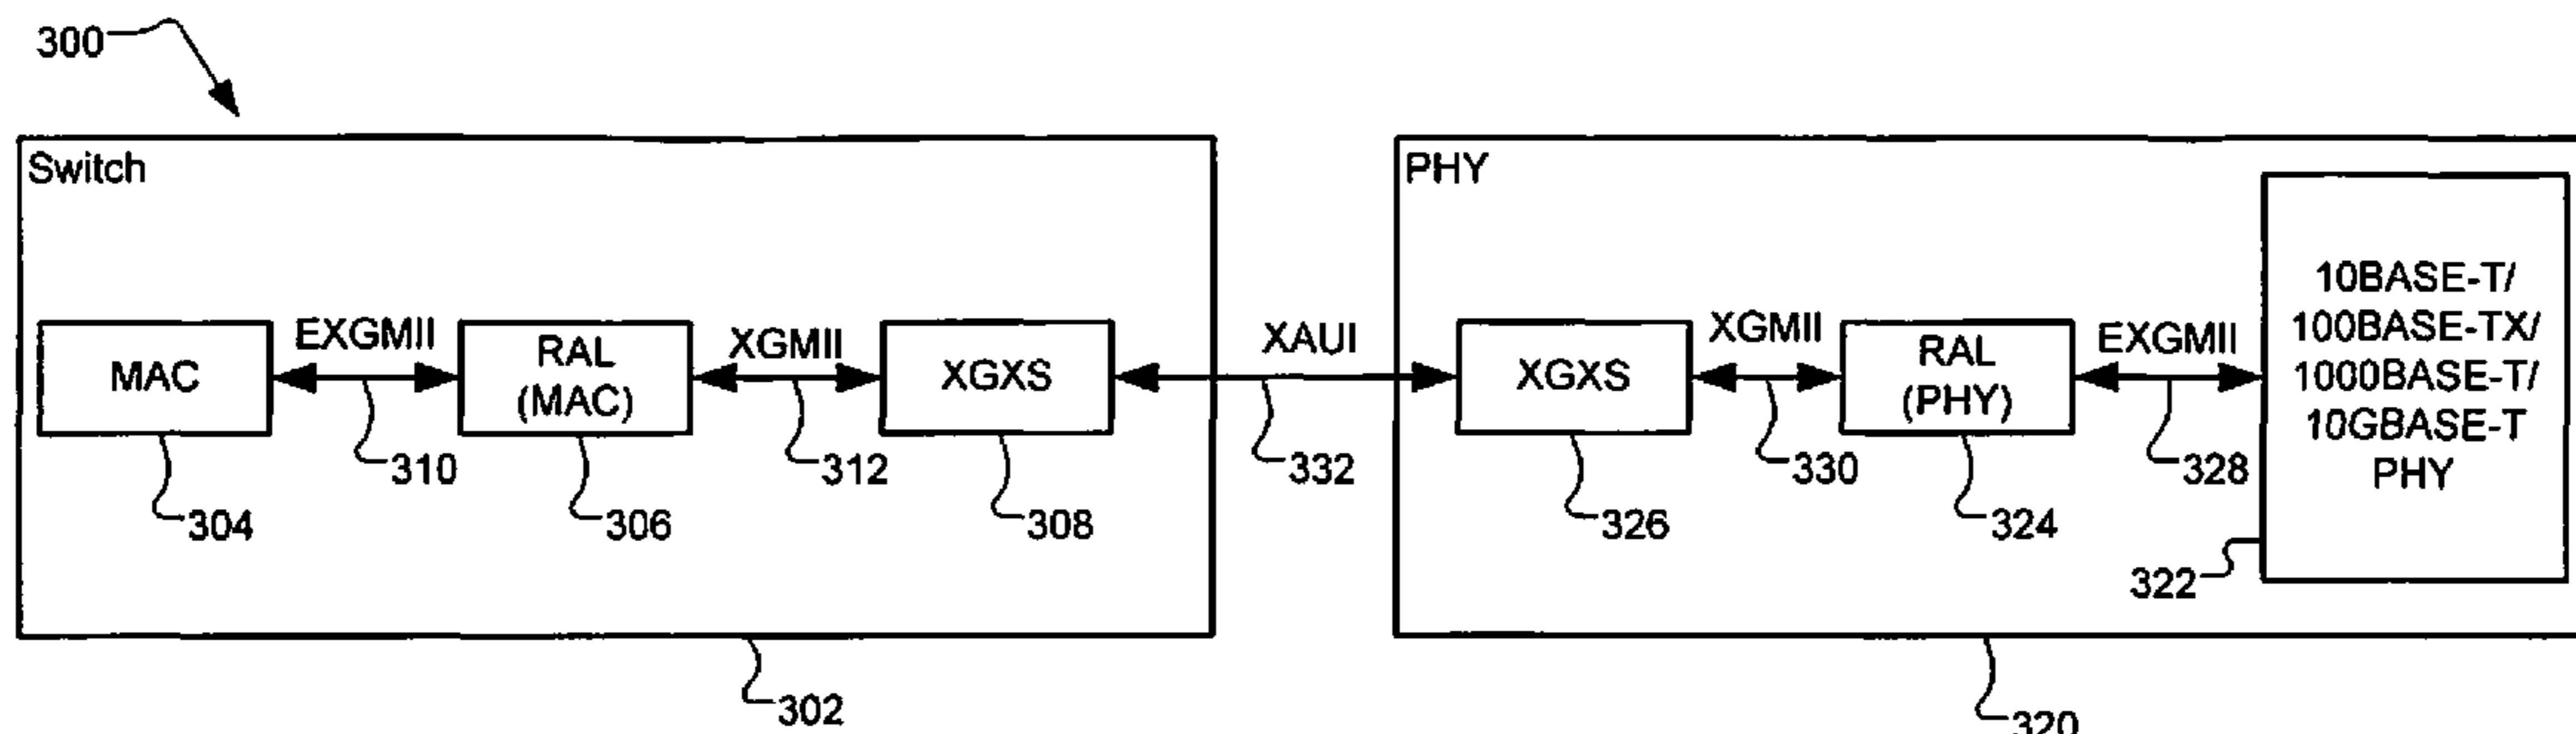 300
Switch
PHY
MAC
EXGMII
RAL
(MAC)
XGMII
XGXS
XAUI
XGXS
XGMII
RAL
(PHY)
EXGMII
10BASE-T/
100BASE-TX/
1000BASE-T/
10GBASE-T
PHY
310
312
332
330
328
304
306
308
326
324
322
302
320